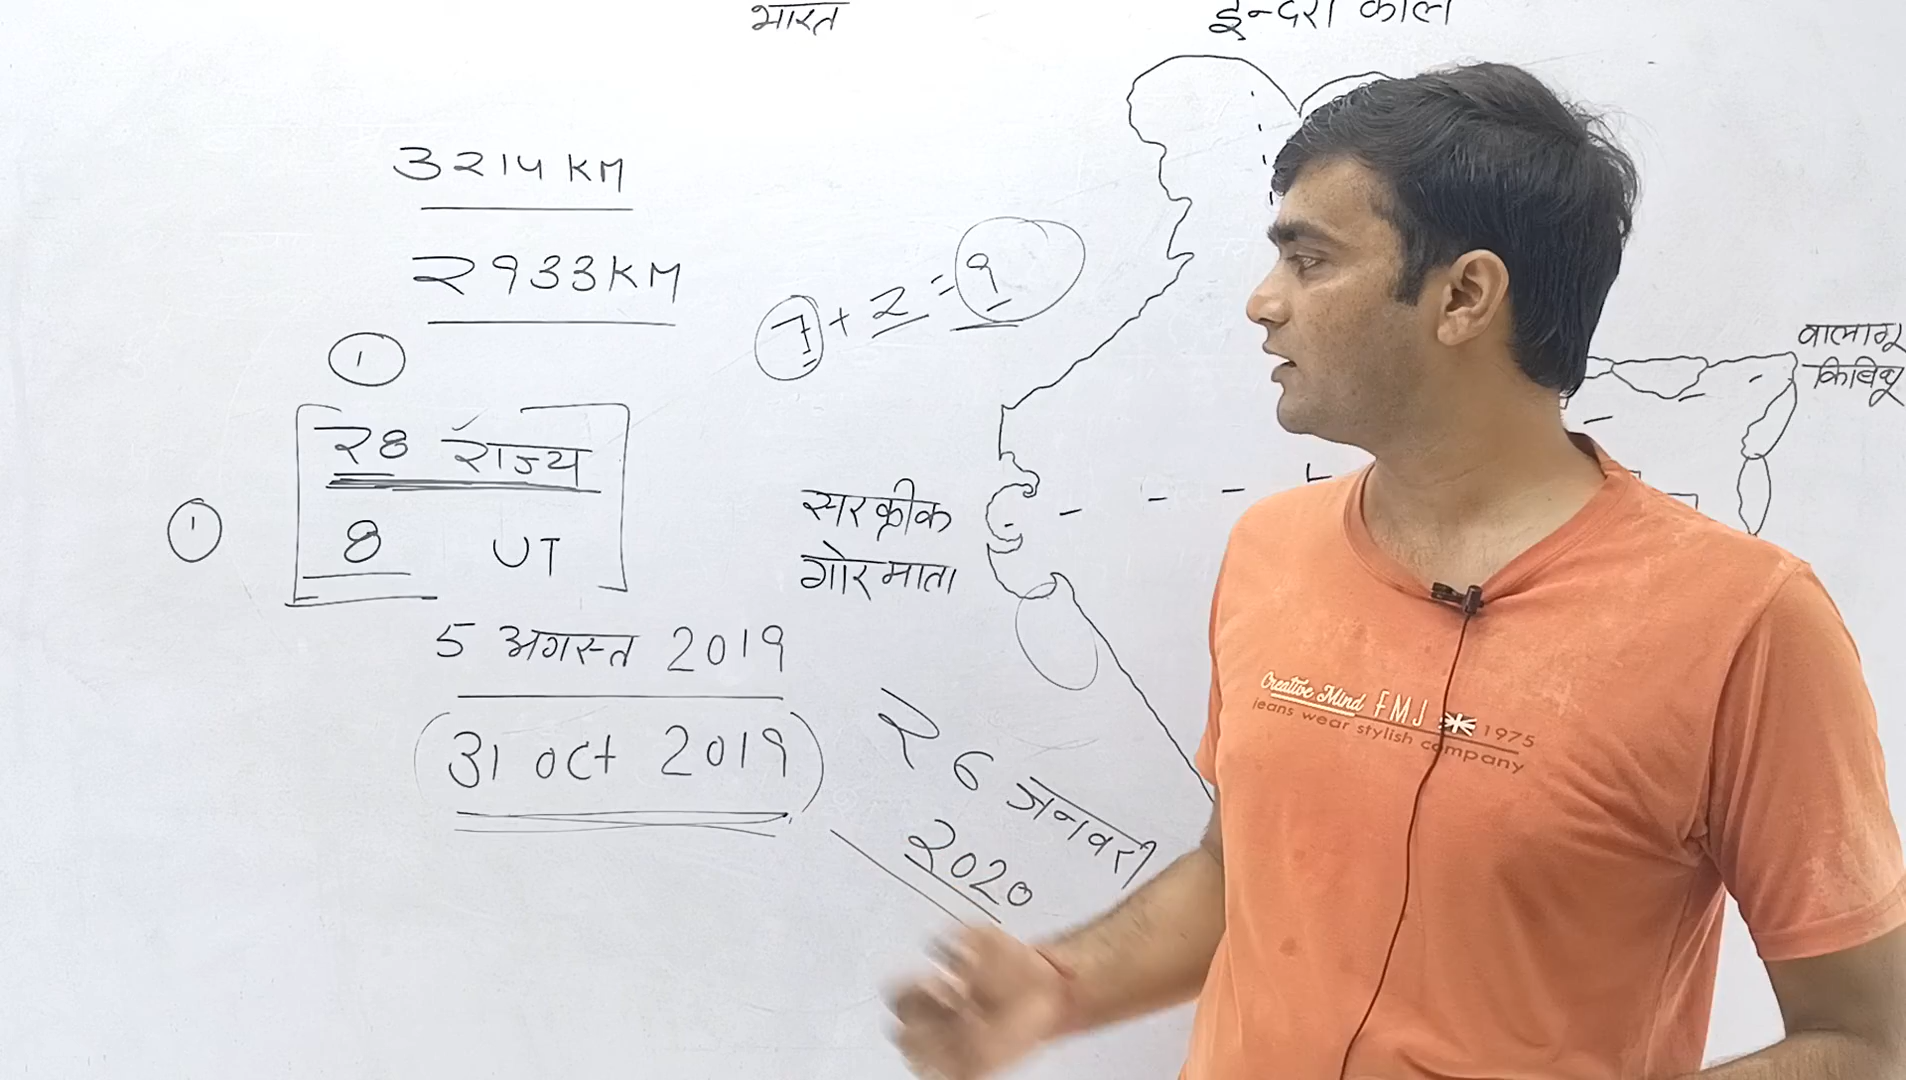 भारत
इन्दिरा कॉल
3214 KM
2933 KM
7 + 2 = 9
1
28 राज्य
1
8 UT
5 अगस्त 2019
31 Oct 2019
26 जनवरी
2020
सरक्रीक
गोरमाता
वालागू
किबिथू
Creative Mind FMJ 1975
jeans wear stylish company